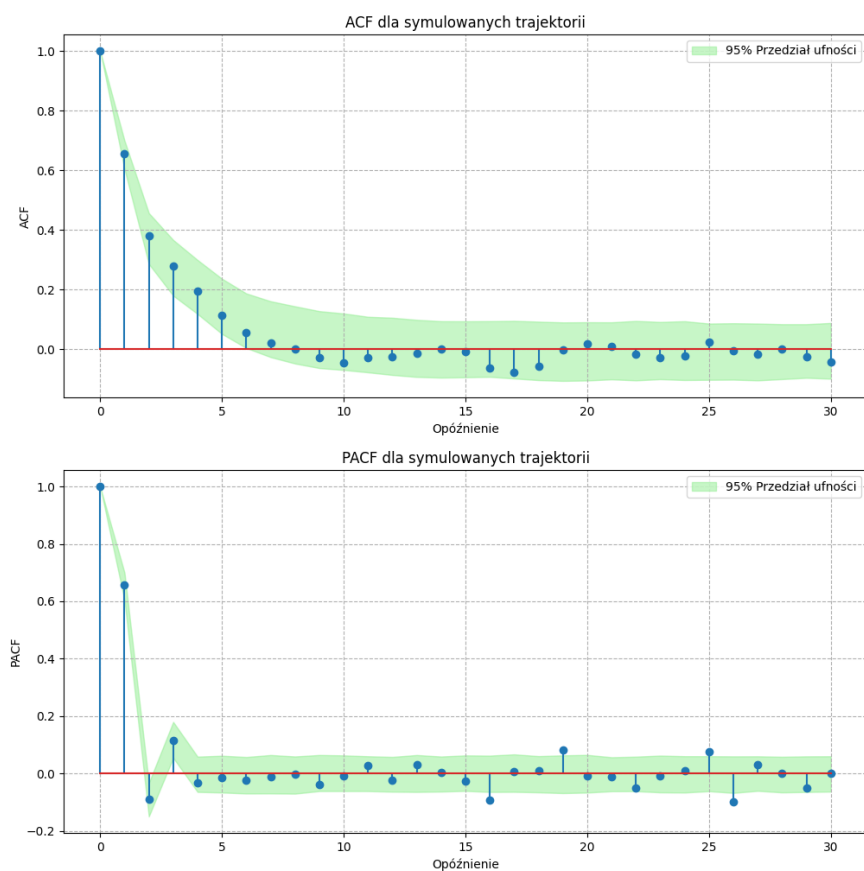 ACF dla symulowanych trajektorii
95% Przedział ufności
1.0
0.8
0.6
0.4
0.2
0.0
ACF
0 5 10 15 20 25 30
Opóźnienie
PACF dla symulowanych trajektorii
95% Przedział ufności
1.0
0.8
0.6
0.4
0.2
0.0
−0.2
PACF
0 5 10 15 20 25 30
Opóźnienie